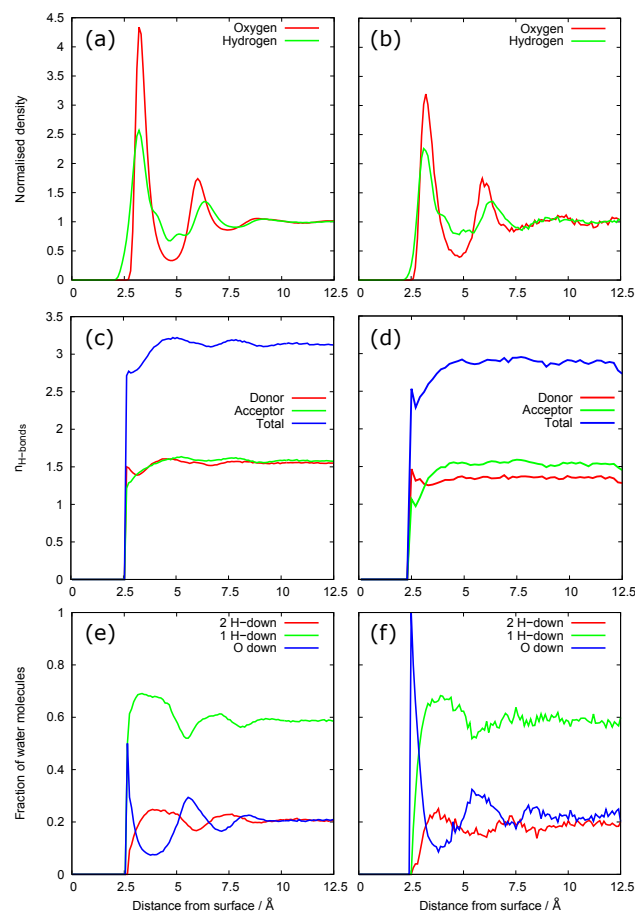 (a)
Oxygen
Hydrogen
Normalised density
4.5
4
3.5
3
2.5
2
1.5
1
0.5
0
0 2.5 5 7.5 10 12.5
(b)
Oxygen
Hydrogen
0 2.5 5 7.5 10 12.5
(c)
Donor
Acceptor
Total
nH−bonds
3.5
3
2.5
2
1.5
1
0.5
0
0 2.5 5 7.5 10 12.5
(d)
Donor
Acceptor
Total
0 2.5 5 7.5 10 12.5
(e)
2 H−down
1 H−down
O down
Fraction of water molecules
1
0.8
0.6
0.4
0.2
0
0 2.5 5 7.5 10 12.5
Distance from surface / Å
(f)
2 H−down
1 H−down
O down
0 2.5 5 7.5 10 12.5
Distance from surface / Å